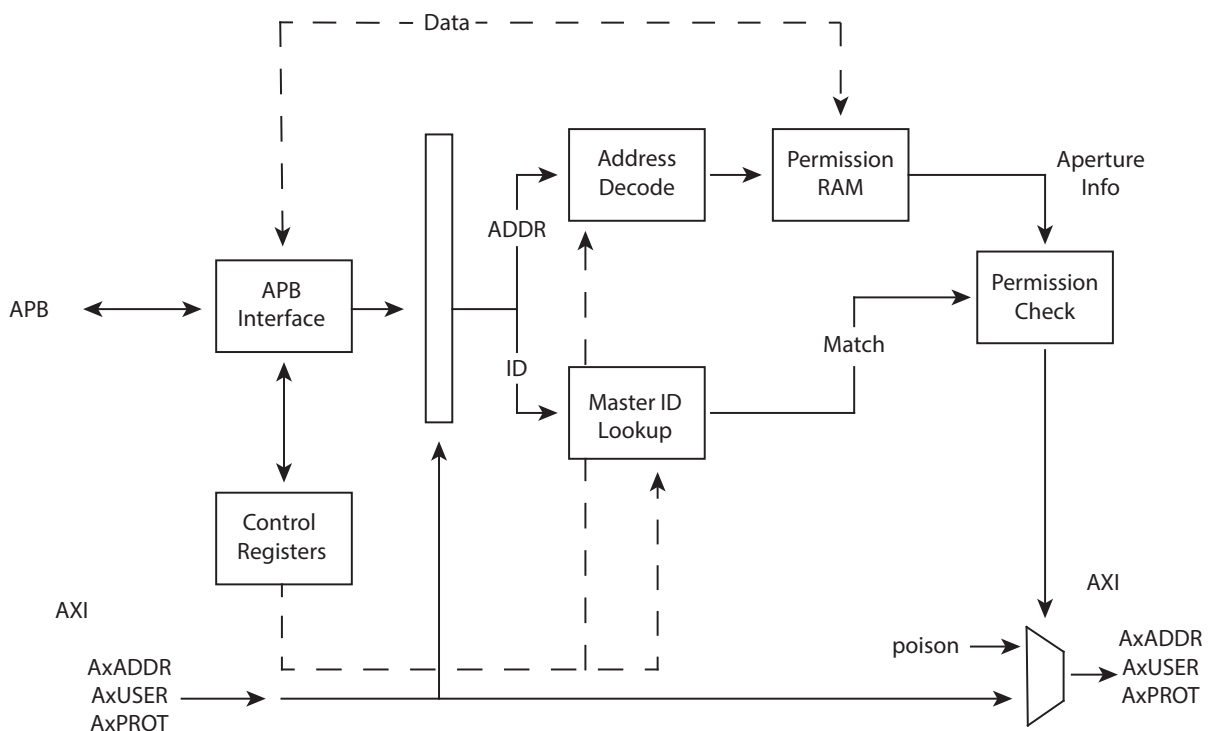 Data
Address
Decode
Permission
RAM
Aperture
Info
ADDR
APB
APB
Interface
Permission
Check
Match
ID
Master ID
Lookup
Control
Registers
AXI
AXI
poison
AxADDR
AxUSER
AxPROT
AxADDR
AxUSER
AxPROT